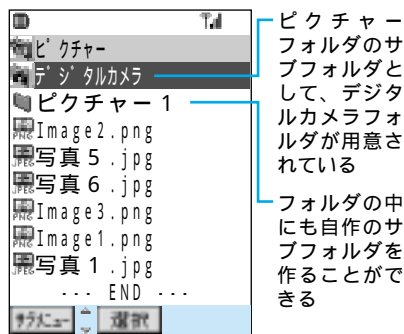 ピクチャー
デジタルカメラ
ピクチャー1
Image2.png
写真5.jpg
写真6.jpg
Image3.png
Image1.png
写真1.jpg
--- END ---
サブメニュー
選択
ピクチャー
フォルダのサ
ブフォルダと
して、デジタ
ルカメラフォ
ルダが用意さ
れている
フォルダの中
にも自作のサ
ブフォルダを
作ることがで
きる